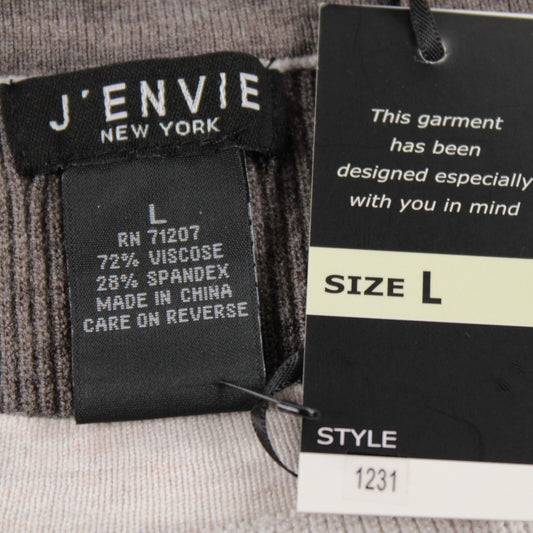 J'ENVIE
NEW YORK
L
RN 71207
72% VISCOSE
28% SPANDEX
MADE IN CHINA
CARE ON REVERSE
This garment
has been
designed especially
with you in mind
SIZE L
STYLE
1231